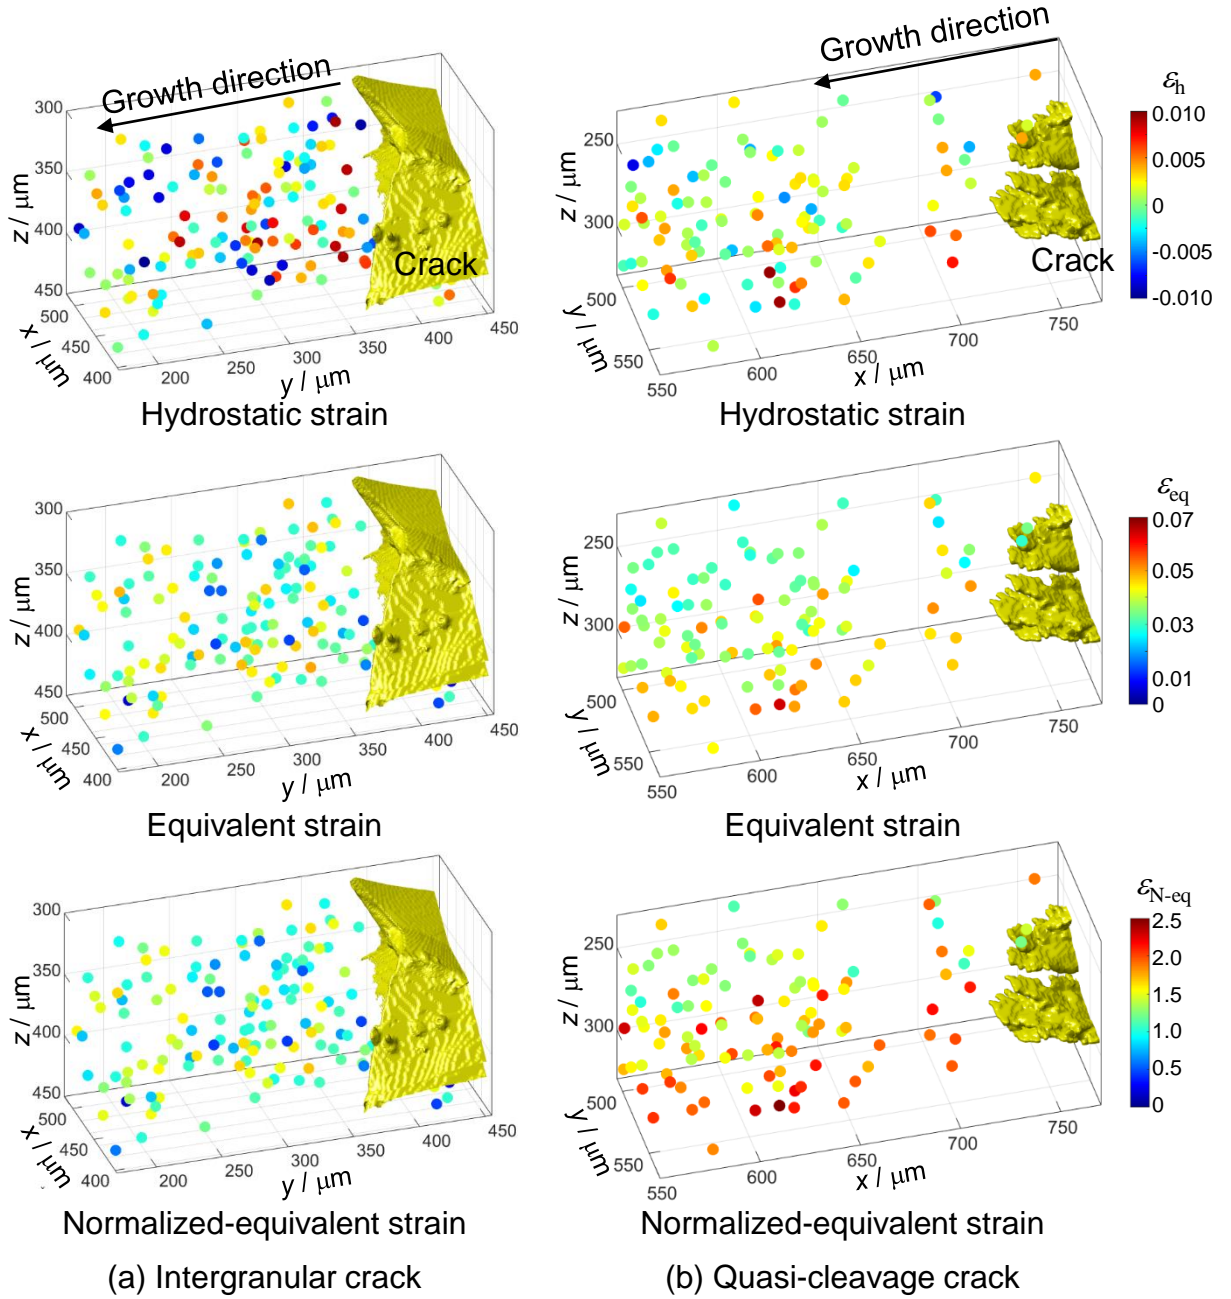 Growth direction
300
350
400
450
z / μm
500
450
400
x / μm
200
250
300
350
400
450
y / μm
Crack
Hydrostatic strain
Growth direction
250
300
z / μm
500
550
y / μm
550
600
650
700
750
x / μm
Crack
Hydrostatic strain
εh
0.010
0.005
0
-0.005
-0.010
300
350
400
450
z / μm
500
450
400
x / μm
200
250
300
350
400
450
y / μm
Equivalent strain
250
300
z / μm
500
550
y / μm
550
600
650
700
750
x / μm
Equivalent strain
εeq
0.07
0.05
0.03
0.01
0
300
350
400
450
z / μm
500
450
400
x / μm
200
250
300
350
400
450
y / μm
Normalized-equivalent strain
250
300
z / μm
500
550
y / μm
550
600
650
700
750
x / μm
Normalized-equivalent strain
εN-eq
2.5
2.0
1.5
1.0
0.5
0
(a) Intergranular crack
(b) Quasi-cleavage crack